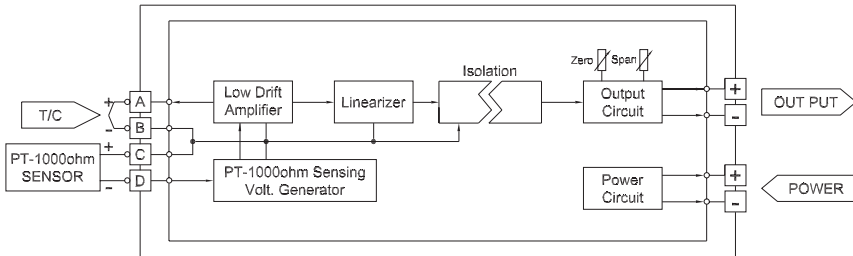 Isolation
Zero Span
T/C
+
A
-
B
Low Drift
Amplifier
Linearizer
Output
Circuit
+
-
OUT PUT
PT-1000ohm
SENSOR
+
C
-
D
PT-1000ohm Sensing
Volt. Generator
Power
Circuit
+
-
POWER